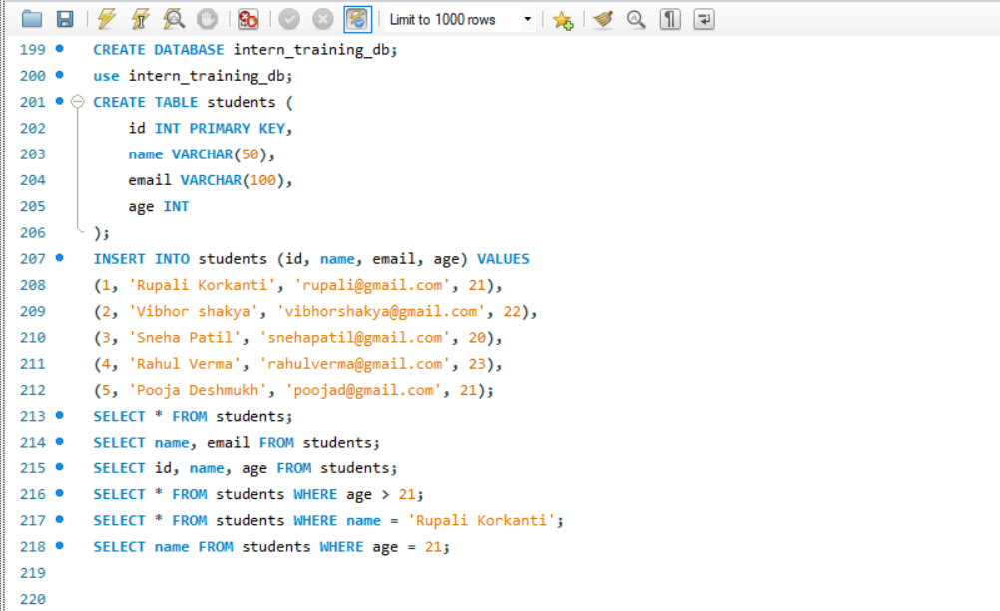 Limit to 1000 rows
199 CREATE DATABASE intern_training_db;
200 use intern_training_db;
201 CREATE TABLE students (
202 id INT PRIMARY KEY,
203 name VARCHAR(50),
204 email VARCHAR(100),
205 age INT
206 );
207 INSERT INTO students (id, name, email, age) VALUES
208 (1, 'Rupali Korkanti', 'rupali@gmail.com', 21),
209 (2, 'Vibhor shakya', 'vibhorshakya@gmail.com', 22),
210 (3, 'Sneha Patil', 'snehapatil@gmail.com', 20),
211 (4, 'Rahul Verma', 'rahulverma@gmail.com', 23),
212 (5, 'Pooja Deshmukh', 'poojad@gmail.com', 21);
213 SELECT * FROM students;
214 SELECT name, email FROM students;
215 SELECT id, name, age FROM students;
216 SELECT * FROM students WHERE age > 21;
217 SELECT * FROM students WHERE name = 'Rupali Korkanti';
218 SELECT name FROM students WHERE age = 21;
219
220